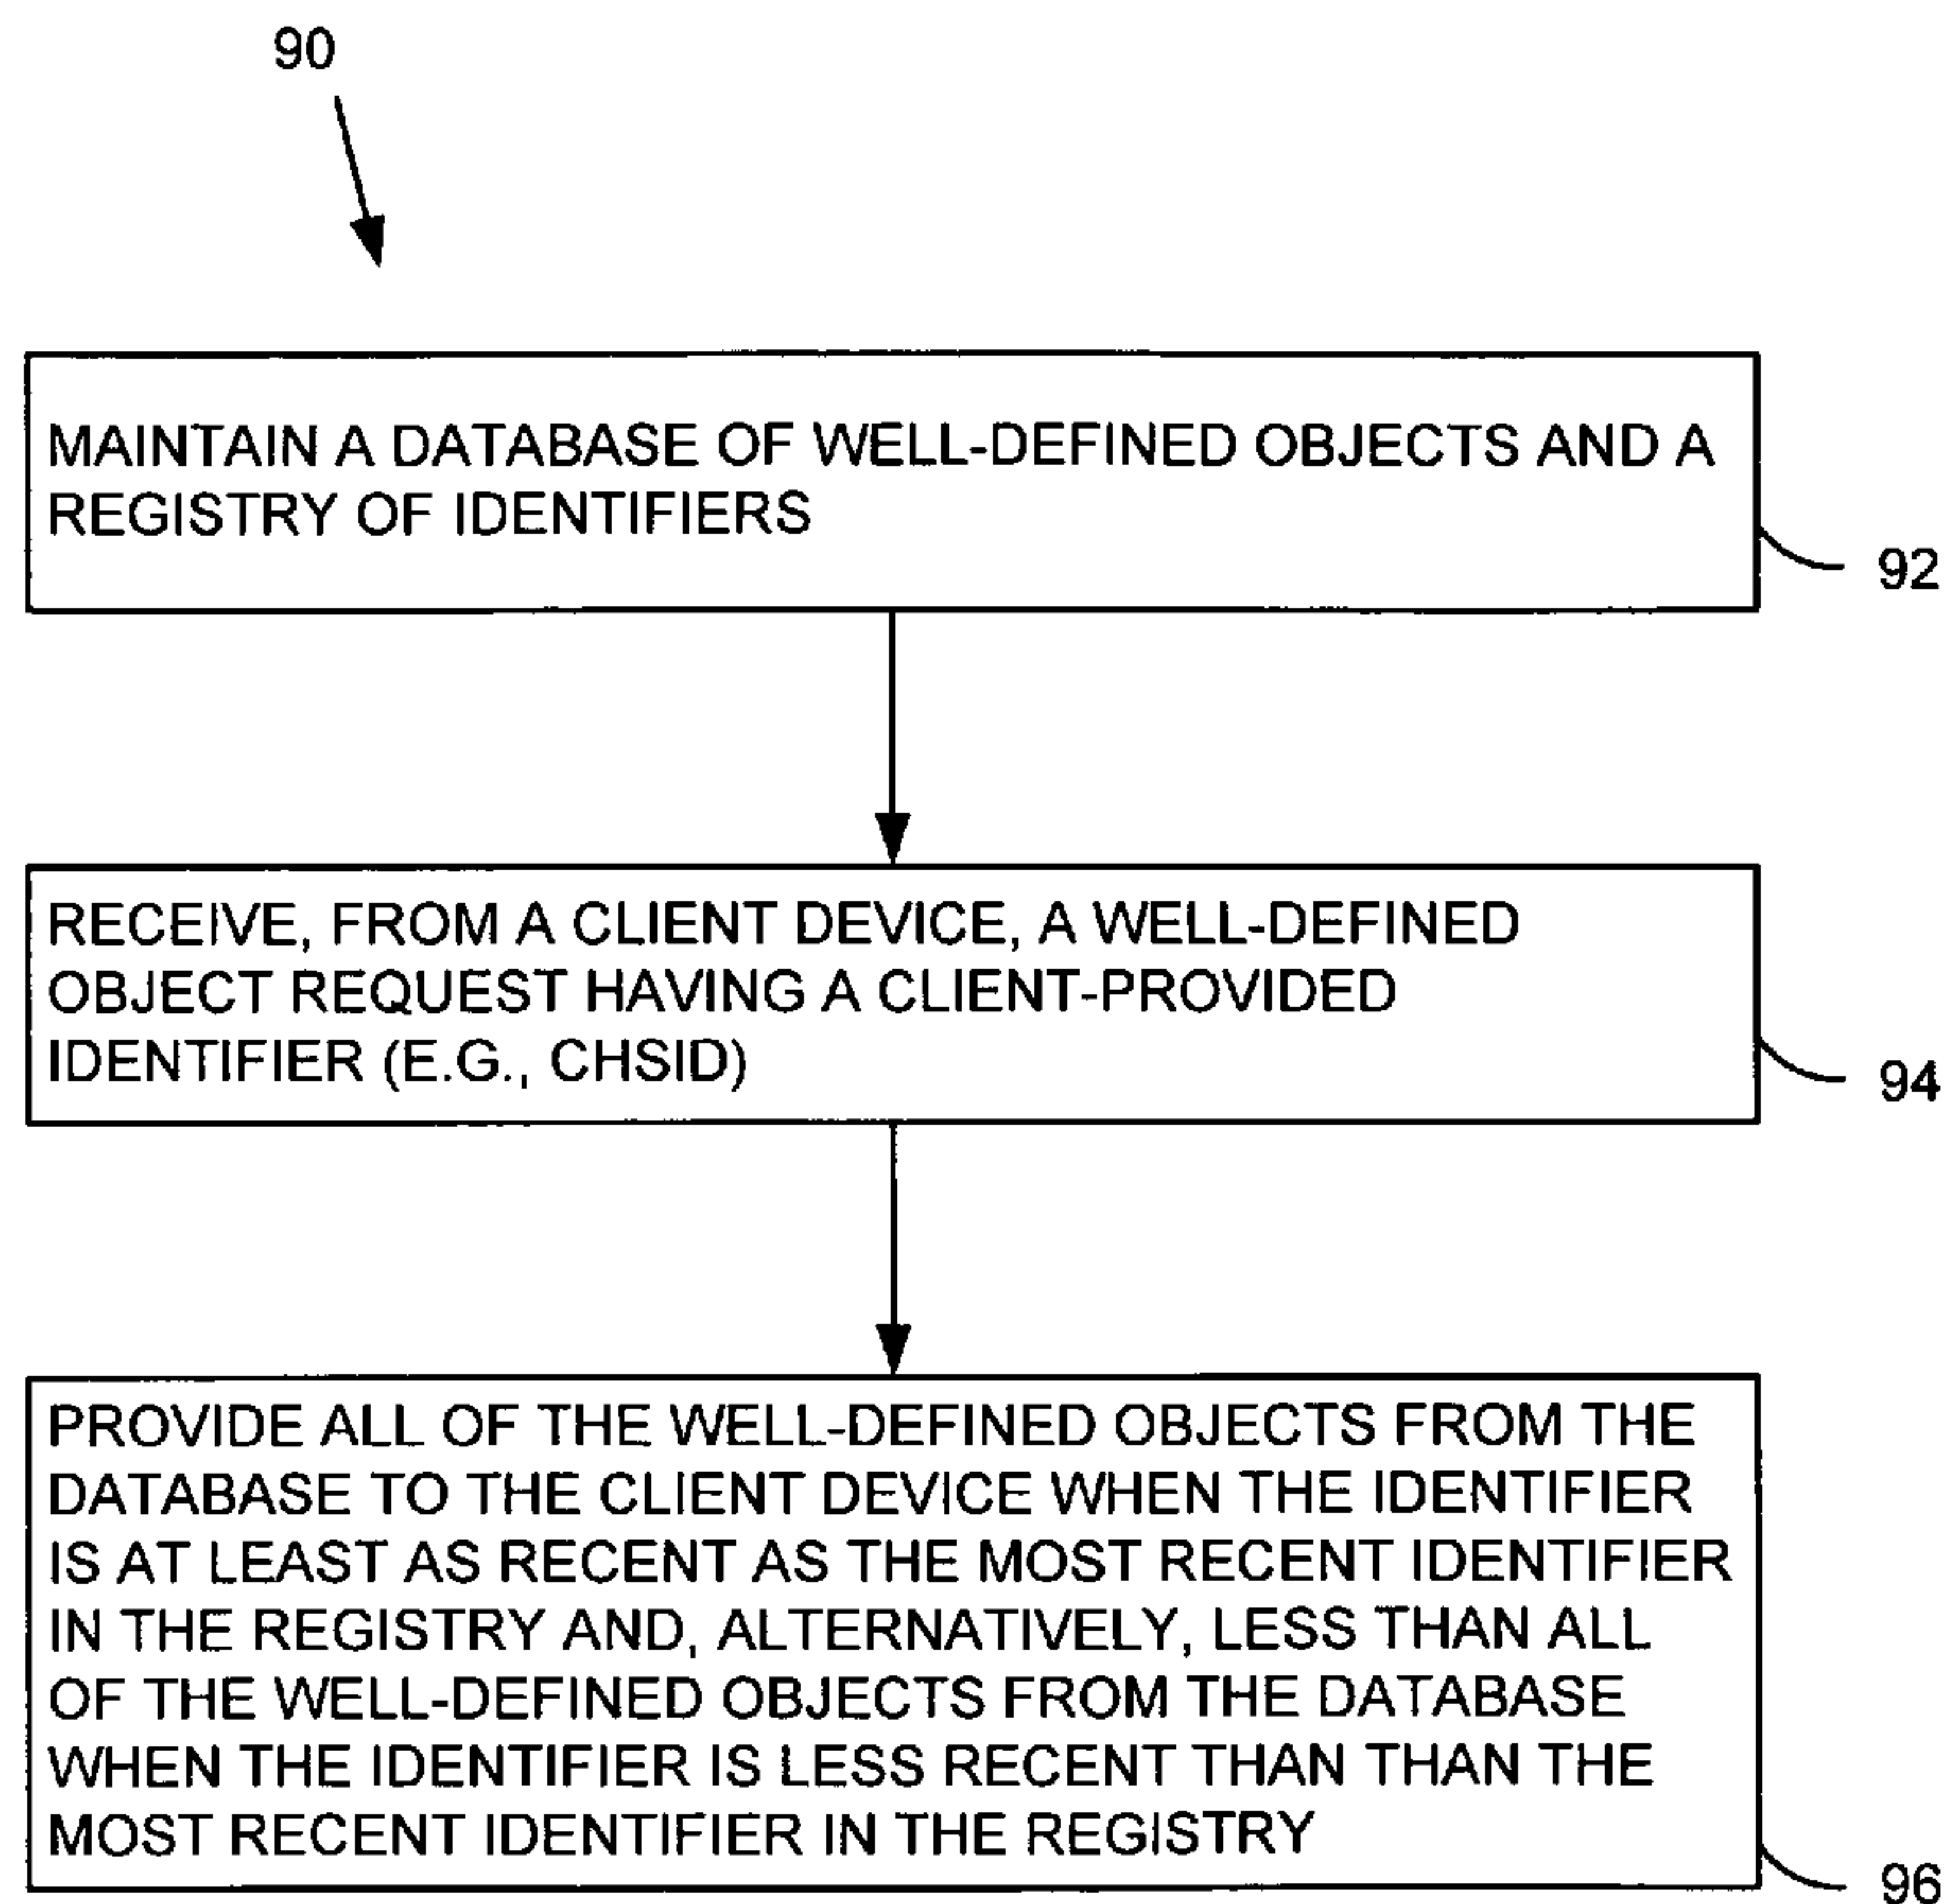 90
MAINTAIN A DATABASE OF WELL-DEFINED OBJECTS AND A
REGISTRY OF IDENTIFIERS
92
RECEIVE, FROM A CLIENT DEVICE, A WELL-DEFINED
OBJECT REQUEST HAVING A CLIENT-PROVIDED
IDENTIFIER (E.G., CHSID)
94
PROVIDE ALL OF THE WELL-DEFINED OBJECTS FROM THE
DATABASE TO THE CLIENT DEVICE WHEN THE IDENTIFIER
IS AT LEAST AS RECENT AS THE MOST RECENT IDENTIFIER
IN THE REGISTRY AND, ALTERNATIVELY, LESS THAN ALL
OF THE WELL-DEFINED OBJECTS FROM THE DATABASE
WHEN THE IDENTIFIER IS LESS RECENT THAN THAN THE
MOST RECENT IDENTIFIER IN THE REGISTRY
96